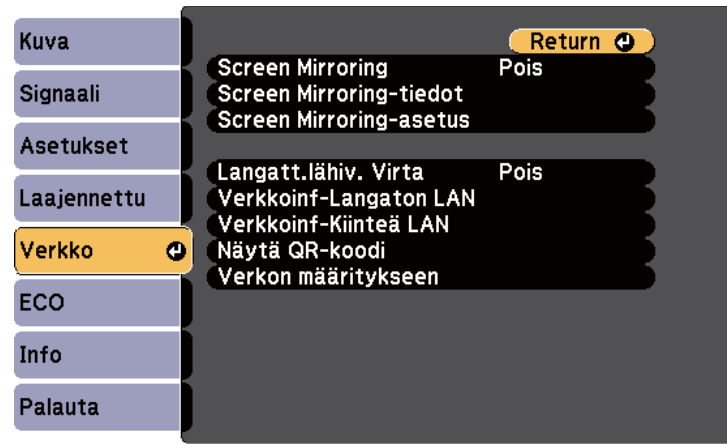 Kuva
Signaali
Asetukset
Laajennettu
Verkko
ECO
Info
Palauta
Return
Screen Mirroring Pois
Screen Mirroring-tiedot
Screen Mirroring-asetus
Langatt.lähiv. Virta Pois
Verkkoinf-Langaton LAN
Verkkoinf-Kiinteä LAN
Näytä QR-koodi
Verkon määritykseen